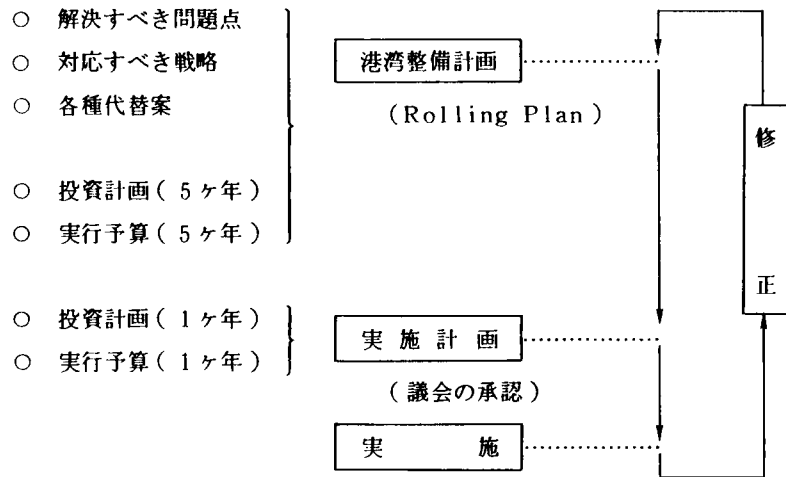 ○ 解決すべき問題点
○ 対応すべき戦略
○ 各種代替案
○ 投資計画( 5ヶ年)
○ 実行予算( 5ヶ年)
港湾整備計画
(Rolling Plan)
○ 投資計画( 1ヶ年)
○ 実行予算( 1ヶ年)
実施計画
(議会の承認)
実施
修正